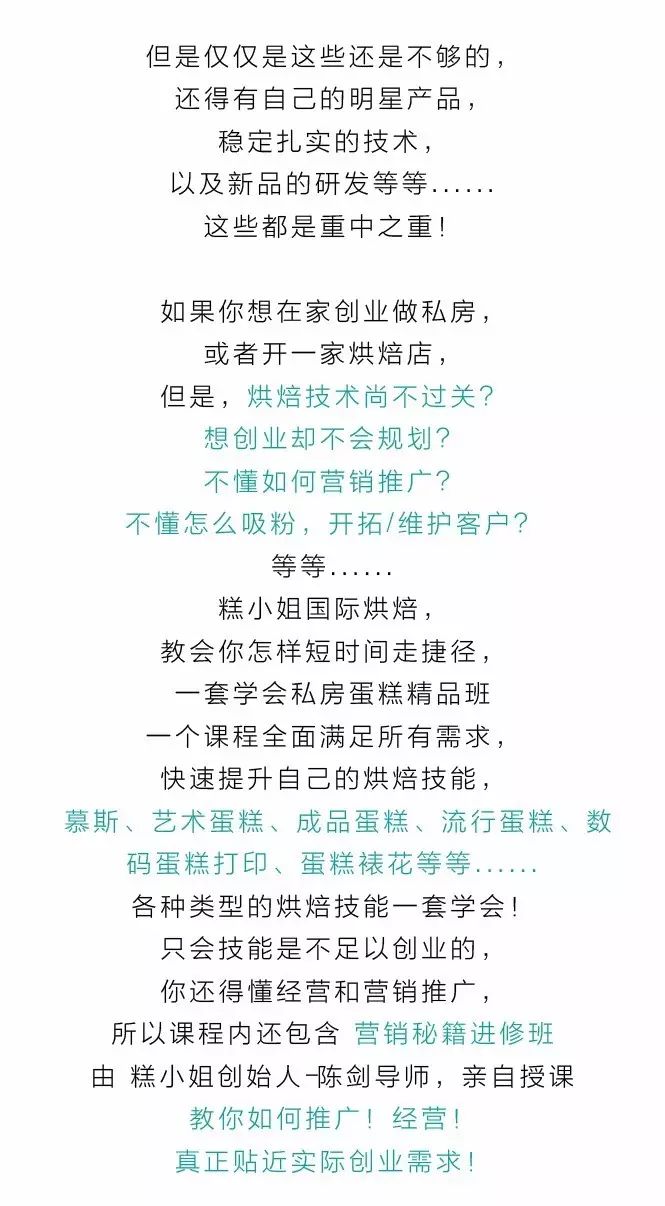 但是仅仅是这些还是不够的，
还得有自己的明星产品，
稳定扎实的技术，
以及新品的研发等等......
这些都是重中之重！
如果你想在家创业做私房，
或者开一家烘焙店，
但是，烘焙技术尚不过关？
想创业却不会规划？
不懂如何营销推广？
不懂怎么吸粉，开拓/维护客户？
等等......
糕小姐国际烘焙，
教会你怎样短时间走捷径，
一套学会私房蛋糕精品班
一个课程全面满足所有需求，
快速提升自己的烘焙技能，
慕斯、艺术蛋糕、成品蛋糕、流行蛋糕、数
码蛋糕打印、蛋糕裱花等等......
各种类型的烘焙技能一套学会！
只会技能是不足以创业的，
你还得懂经营和营销推广，
所以课程内还包含 营销秘籍进修班
由 糕小姐创始人-陈剑导师，亲自授课
教你如何推广！经营！
真正贴近实际创业需求！